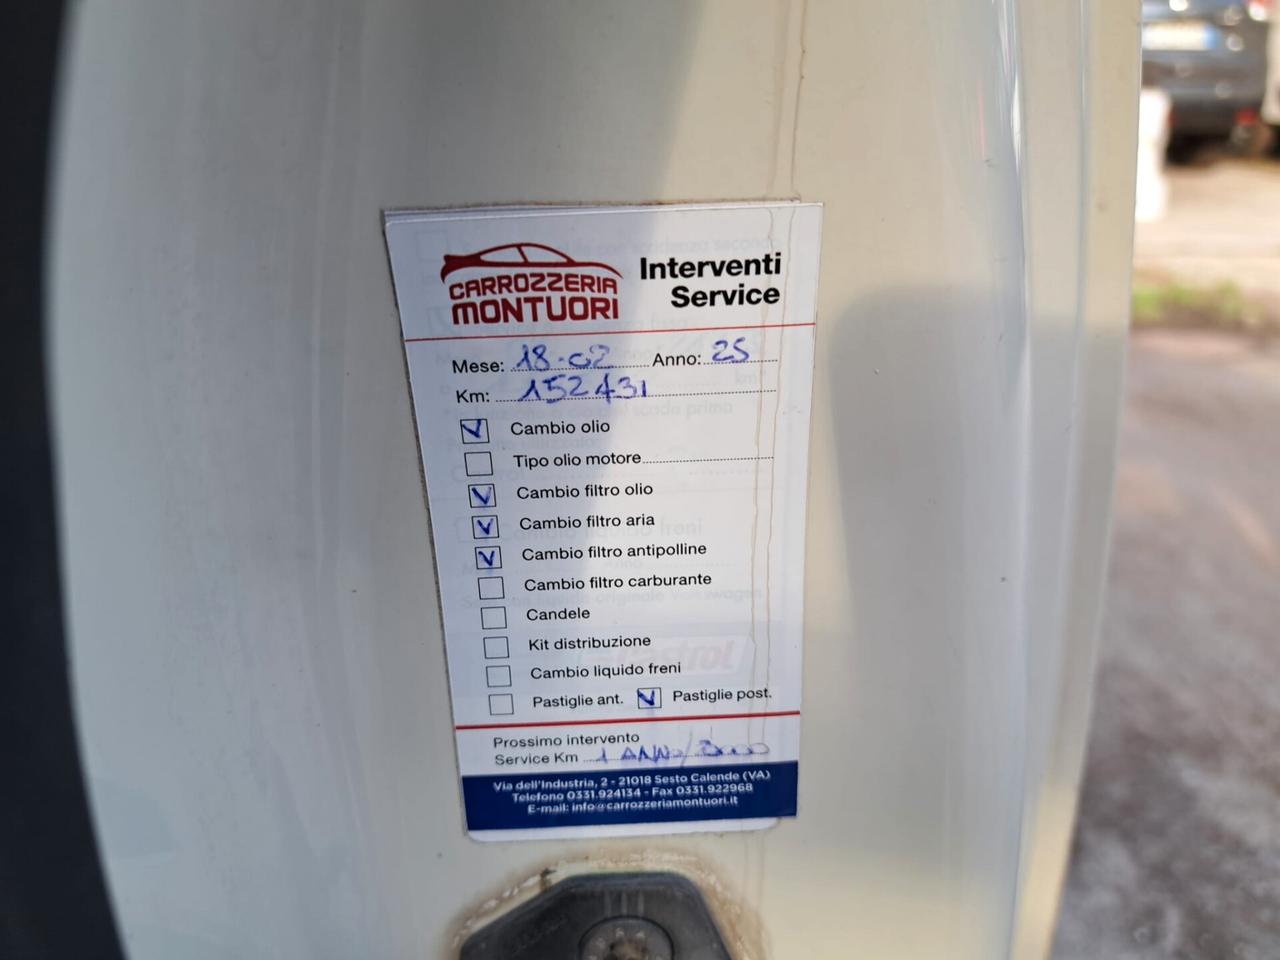 CARROZZERIA
MONTUORI
Interventi
Service
Mese: 18-02 Anno: 25
Km: 152431
Cambio olio
Tipo olio motore
Cambio filtro olio
Cambio filtro aria
Cambio filtro antipolline
Cambio filtro carburante
Candele
Kit distribuzione
Cambio liquido freni
Pastiglie ant. Pastiglie post.
Prossimo intervento
Service Km 1 ANNO/
Via dell'Industria, 2 - 21018 Sesto Calende (VA)
Telefono 0331.924134 - Fax 0331.922968
E-mail: info@carrozzeriamontuori.it